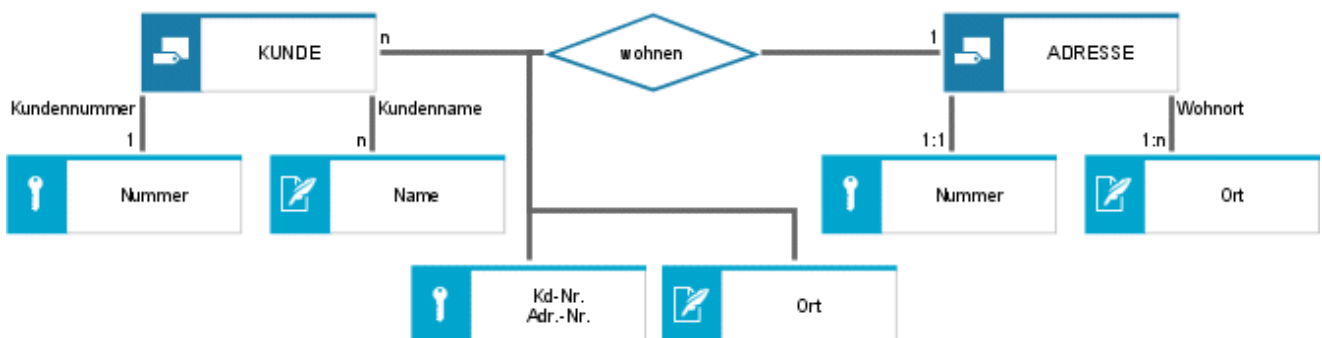 KUNDE
n
wohnen
1
ADRESSE
Kundennummer
Kundenname
Wohnort
1
n
1:1
1:n
Nummer
Name
Nummer
Ort
Kd-Nr.
Adr.-Nr.
Ort